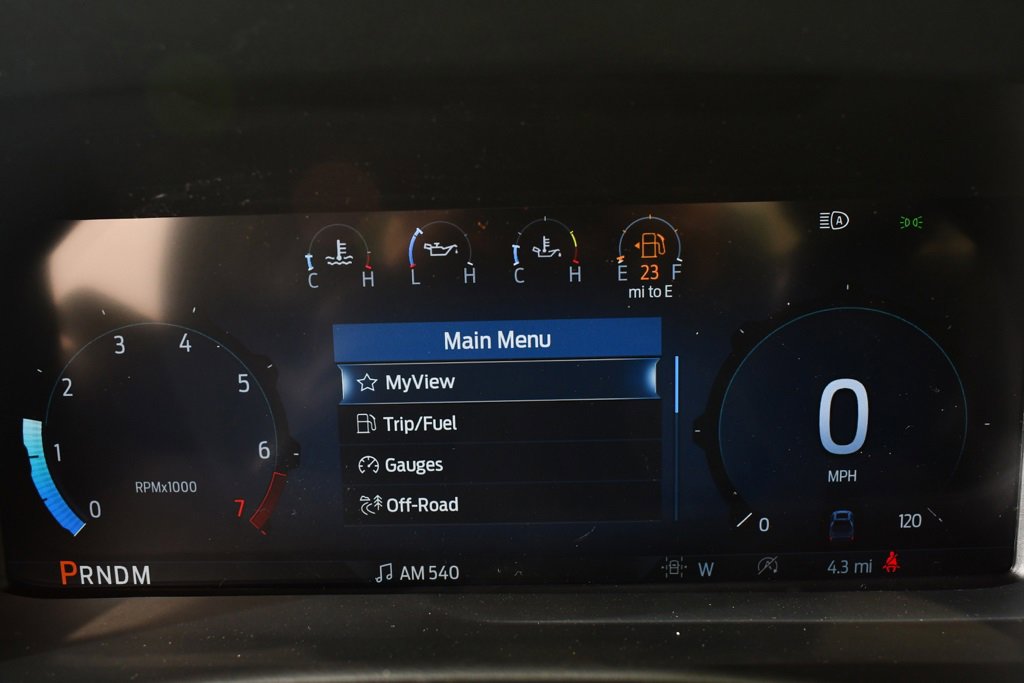 A
C H
L H
C H
E 23 F
mi to E
Main Menu
MyView
Trip/Fuel
Gauges
Off-Road
0
1
2
3
4
5
6
7
RPMx1000
0
MPH
0
120
PRNDM
AM 540
W
4.3 mi